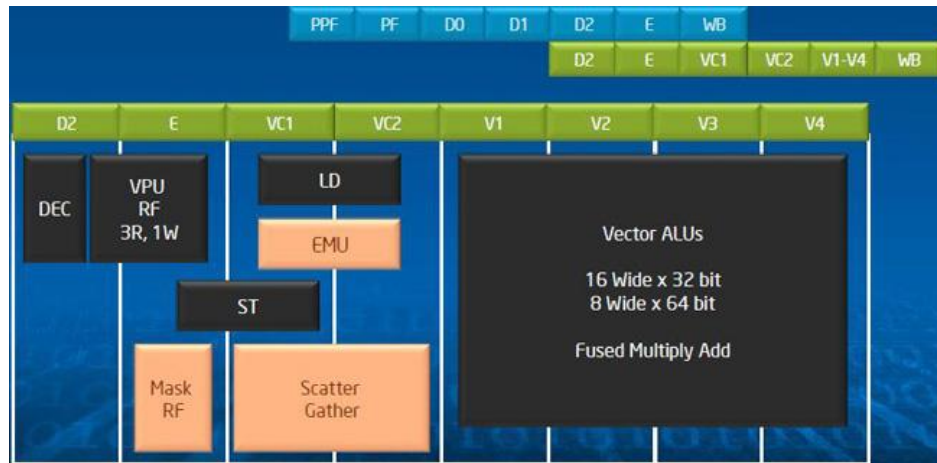 PPF PF D0 D1 D2 E WB
D2 E VC1 VC2 V1-V4 WB
D2 E VC1 VC2 V1 V2 V3 V4
DEC
VPU
RF
3R, 1W
LD
EMU
ST
Mask
RF
Scatter
Gather
Vector ALUs
16 Wide x 32 bit
8 Wide x 64 bit
Fused Multiply Add